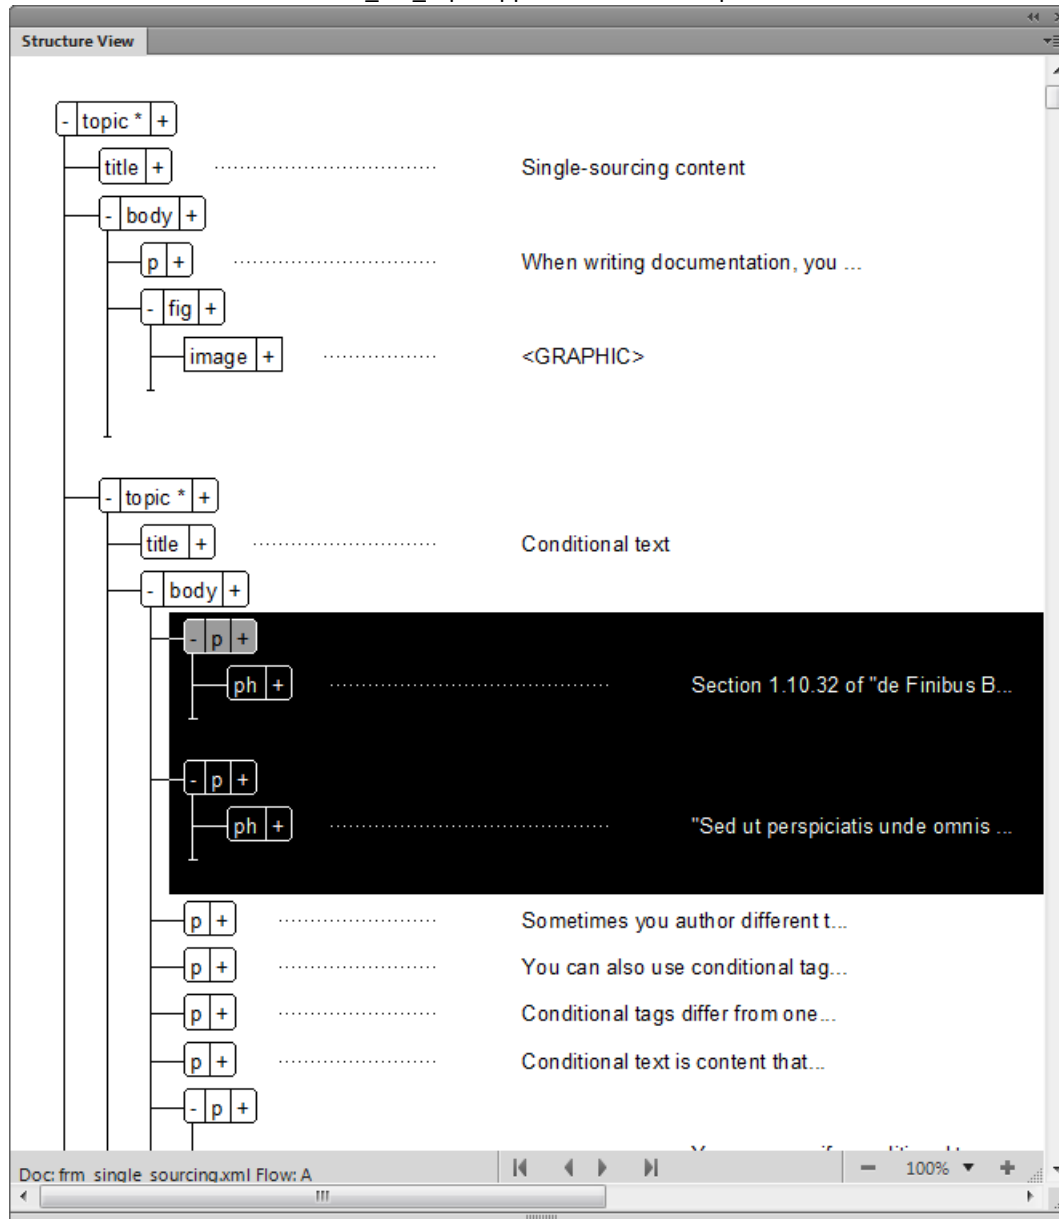 Structure View
- topic * +
title + Single-sourcing content
- body +
p + When writing documentation, you ...
- fig +
image + <GRAPHIC>
- topic * +
title + Conditional text
- body +
- p +
ph + Section 1.10.32 of "de Finibus B...
- p +
ph + "Sed ut perspiciatis unde omnis ...
p + Sometimes you author different t...
p + You can also use conditional tag...
p + Conditional tags differ from one...
p + Conditional text is content that...
- p +
Doc: frm_single_sourcing.xml Flow: A 100%